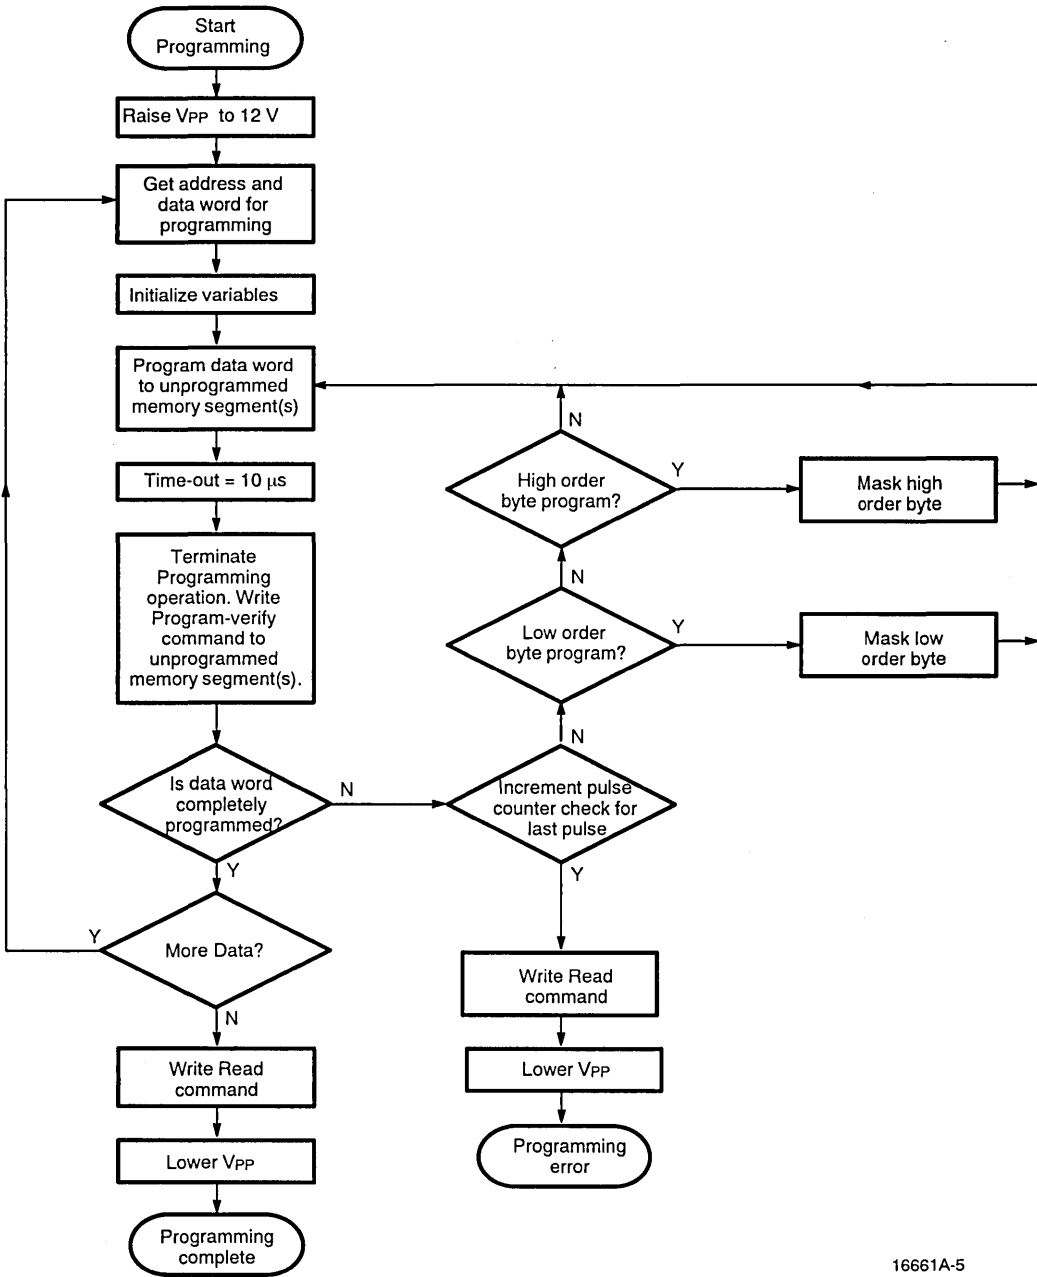 Start
Programming
Raise VPP to 12 V
Get address and
data word for
programming
Initialize variables
Program data word
to unprogrammed
memory segment(s)
Time-out = 10 µs
Terminate
Programming
operation. Write
Program-verify
command to
unprogrammed
memory segment(s).
Is data word
completely
programmed?
N
Y
More Data?
Y
N
Write Read
command
Lower VPP
Programming
complete
N
High order
byte program?
Y
Mask high
order byte
N
Low order
byte program?
Y
Mask low
order byte
N
Increment pulse
counter check for
last pulse
Y
Write Read
command
Lower VPP
Programming
error
16661A-5